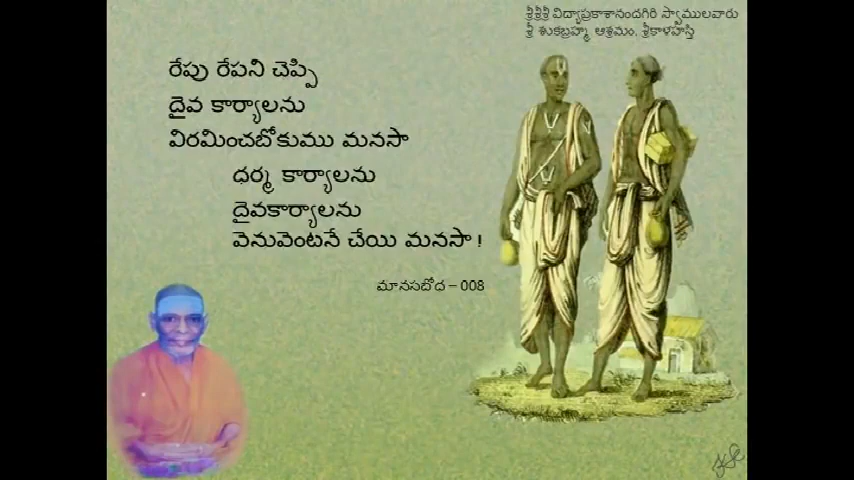 శ్రీశ్రీశ్రీ విద్యాప్రకాశానందగిరి స్వాములవారు
శ్రీ శుకబ్రహ్మ ఆశ్రమం, శ్రీకాళహస్తి
రేపు రేపని చెప్పి
దైవ కార్యాలను
విరమించబోకుము మనసా
ధర్మ కార్యాలను
దైవకార్యాలను
వెనువెంటనే చేయి మనసా !
మానసబోధ – 008